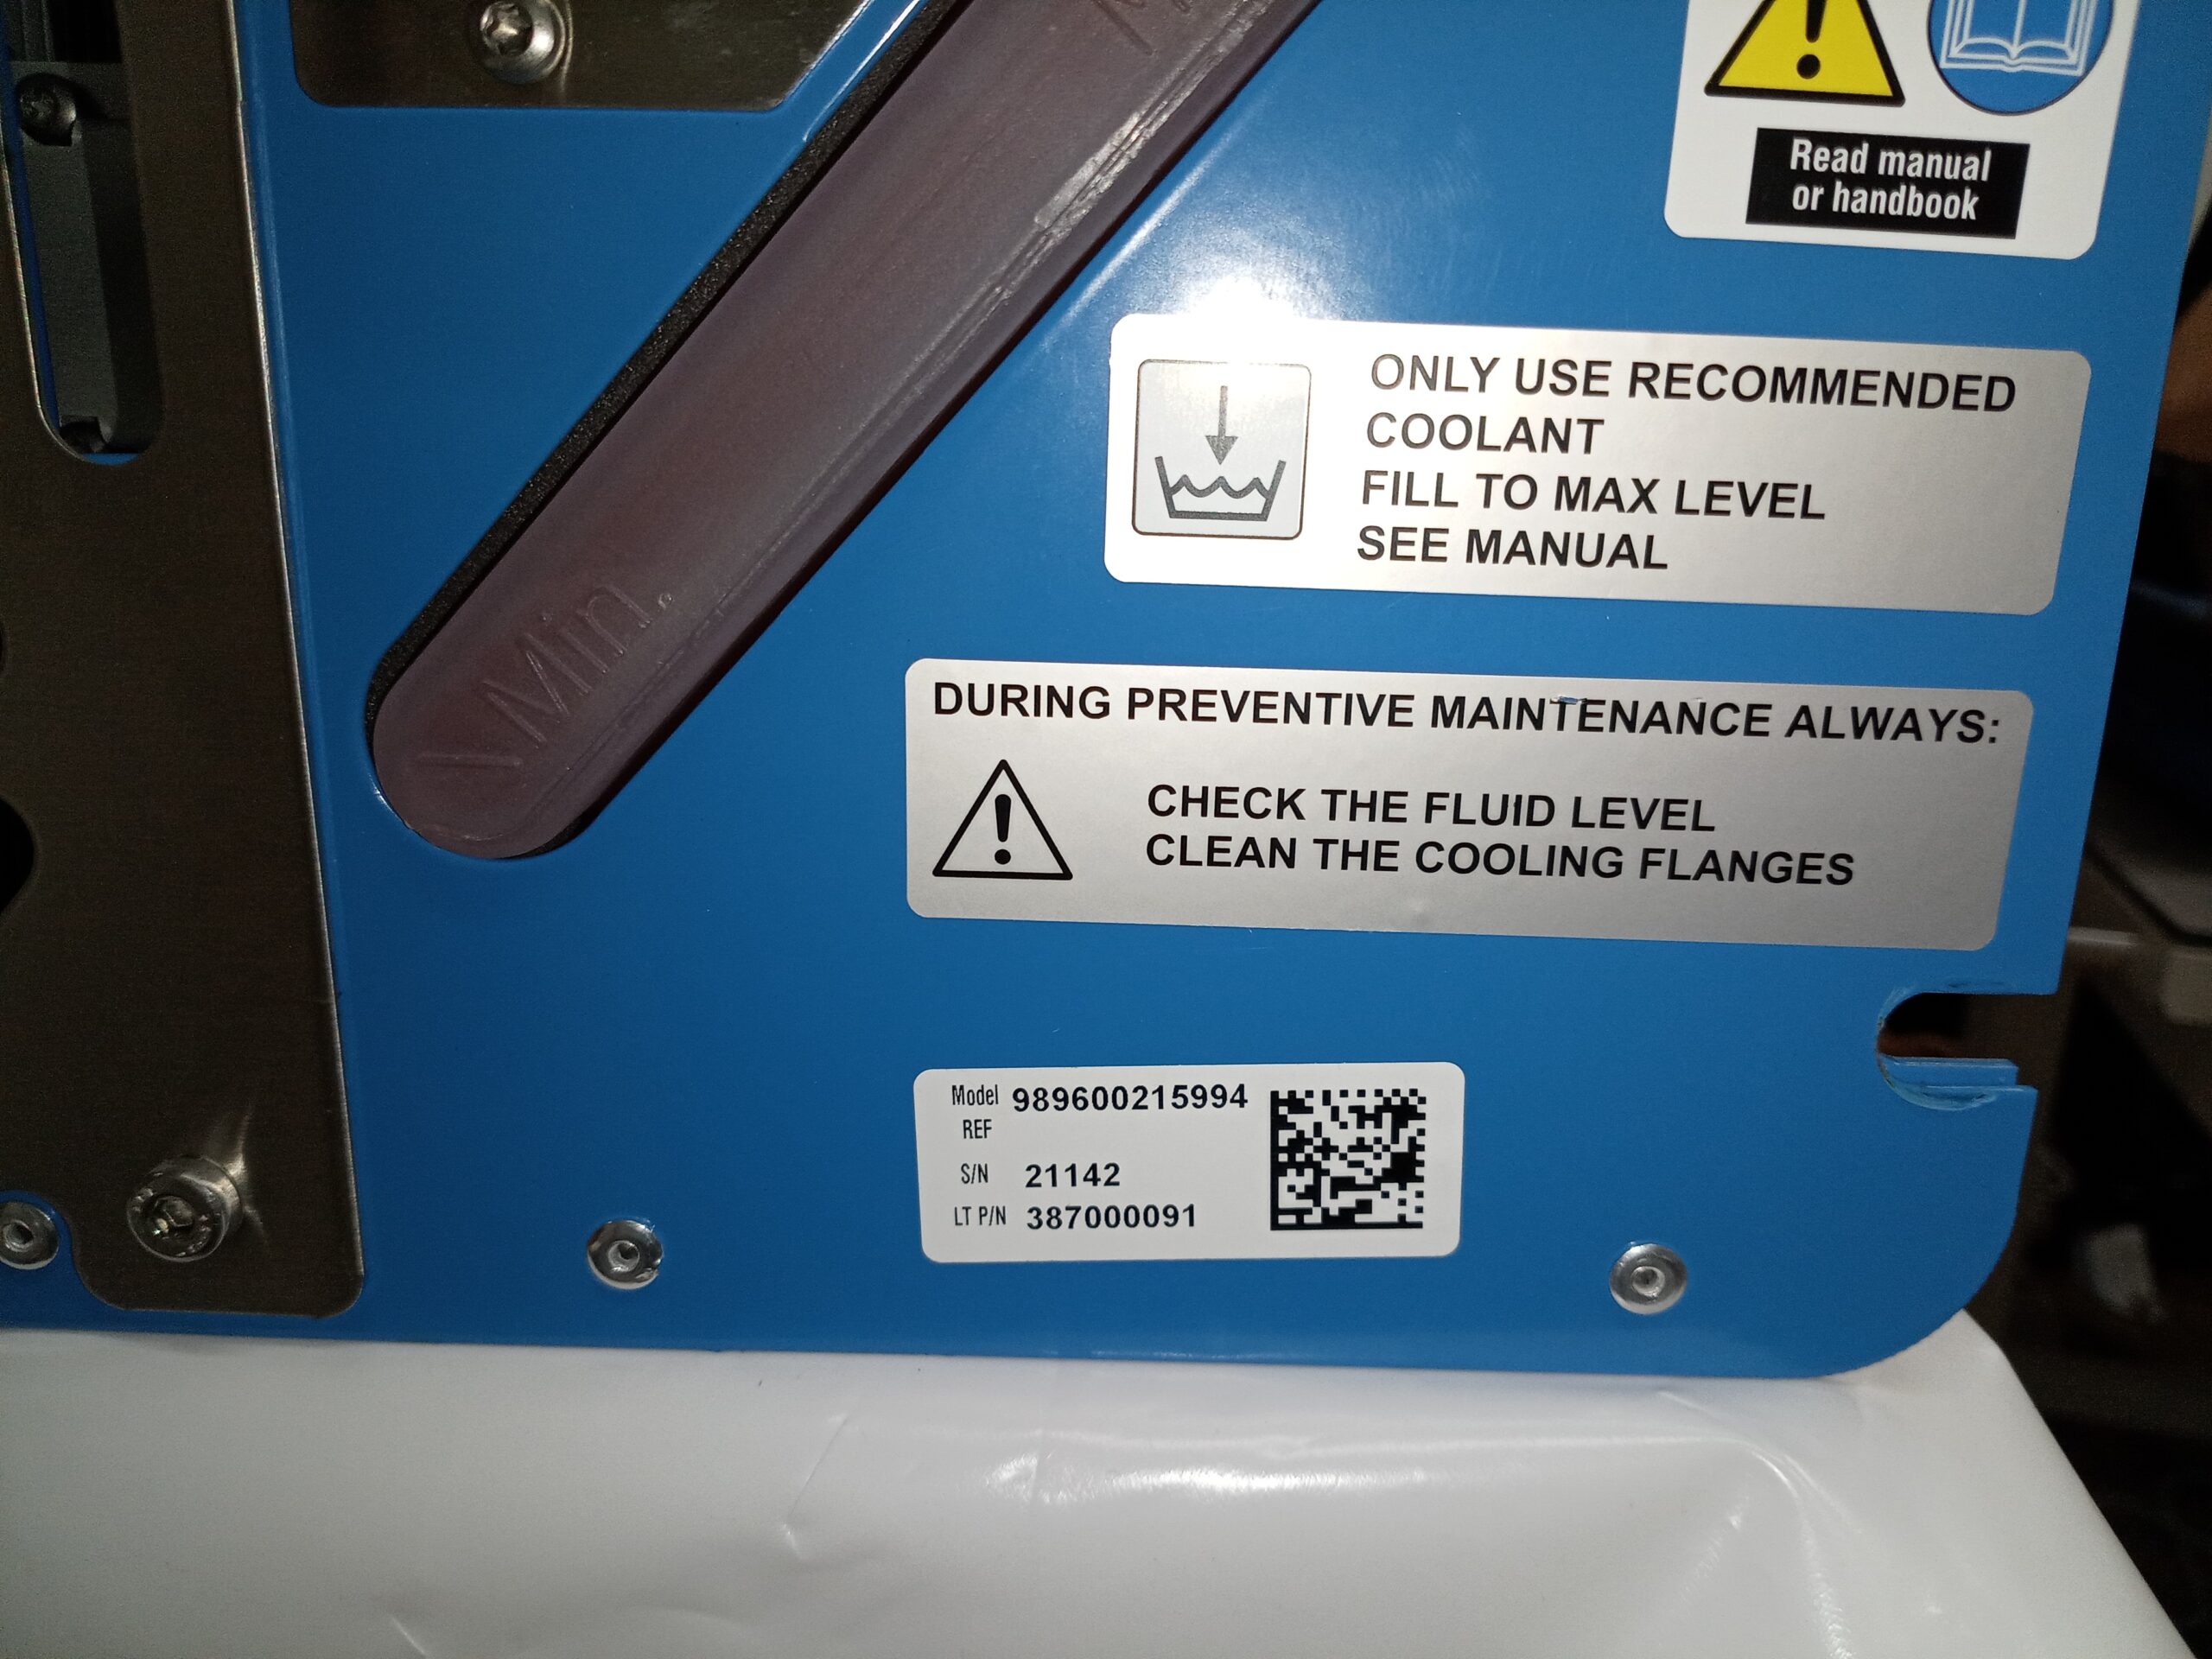 Read manual
or handbook
ONLY USE RECOMMENDED
COOLANT
FILL TO MAX LEVEL
SEE MANUAL
Min.
DURING PREVENTIVE MAINTENANCE ALWAYS:
CHECK THE FLUID LEVEL
CLEAN THE COOLING FLANGES
Model 989600215994
REF
S/N 21142
LT P/N 387000091